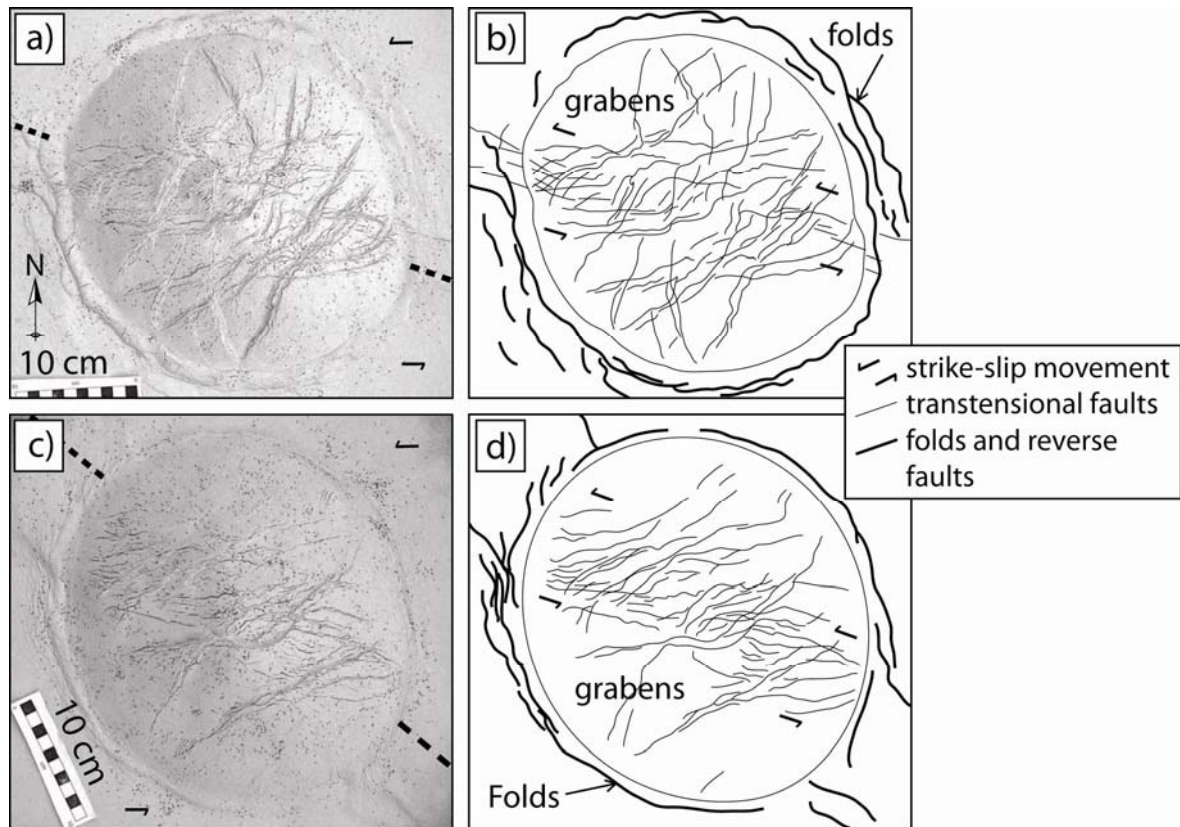 a)
N
10 cm
b)
folds
grabens
c)
10 cm
d)
grabens
Folds
strike-slip movement
transtensional faults
folds and reverse
faults